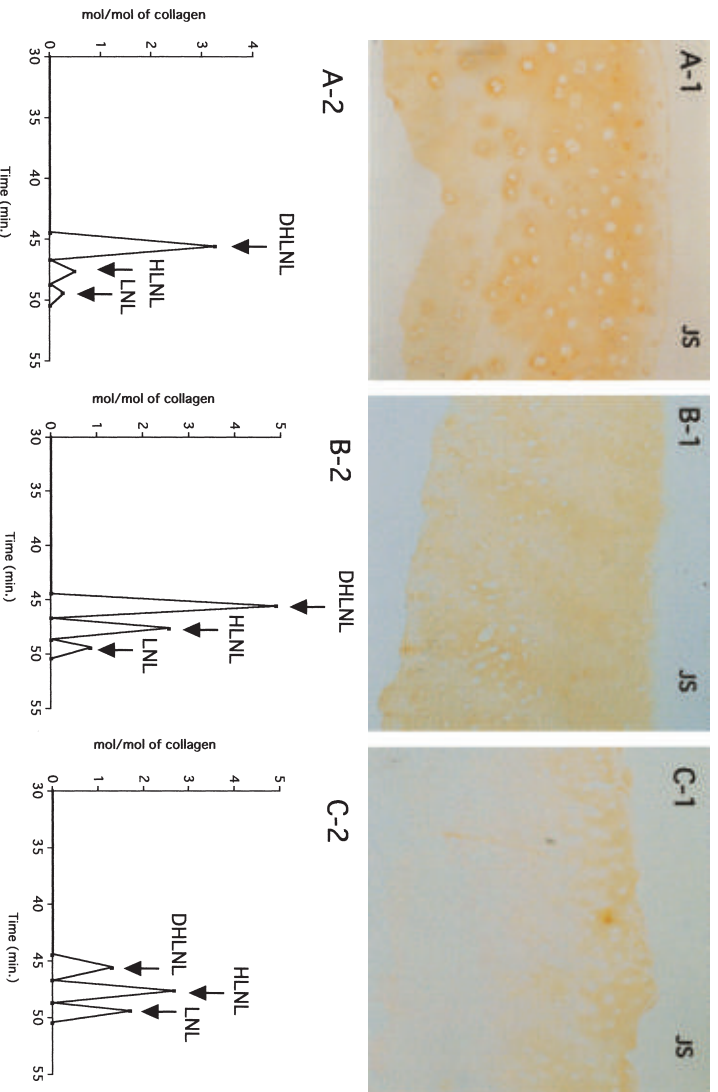 A-1
JS
B-1
JS
C-1
JS
A-2
mol/mol of collagen
4
3
2
1
0
30
35
40
45
50
55
Time (min.)
DHLNL
HLNL
LNL
B-2
mol/mol of collagen
5
4
3
2
1
0
30
35
40
45
50
55
Time (min.)
DHLNL
HLNL
LNL
C-2
mol/mol of collagen
5
4
3
2
1
0
30
35
40
45
50
55
Time (min.)
DHLNL
HLNL
LNL